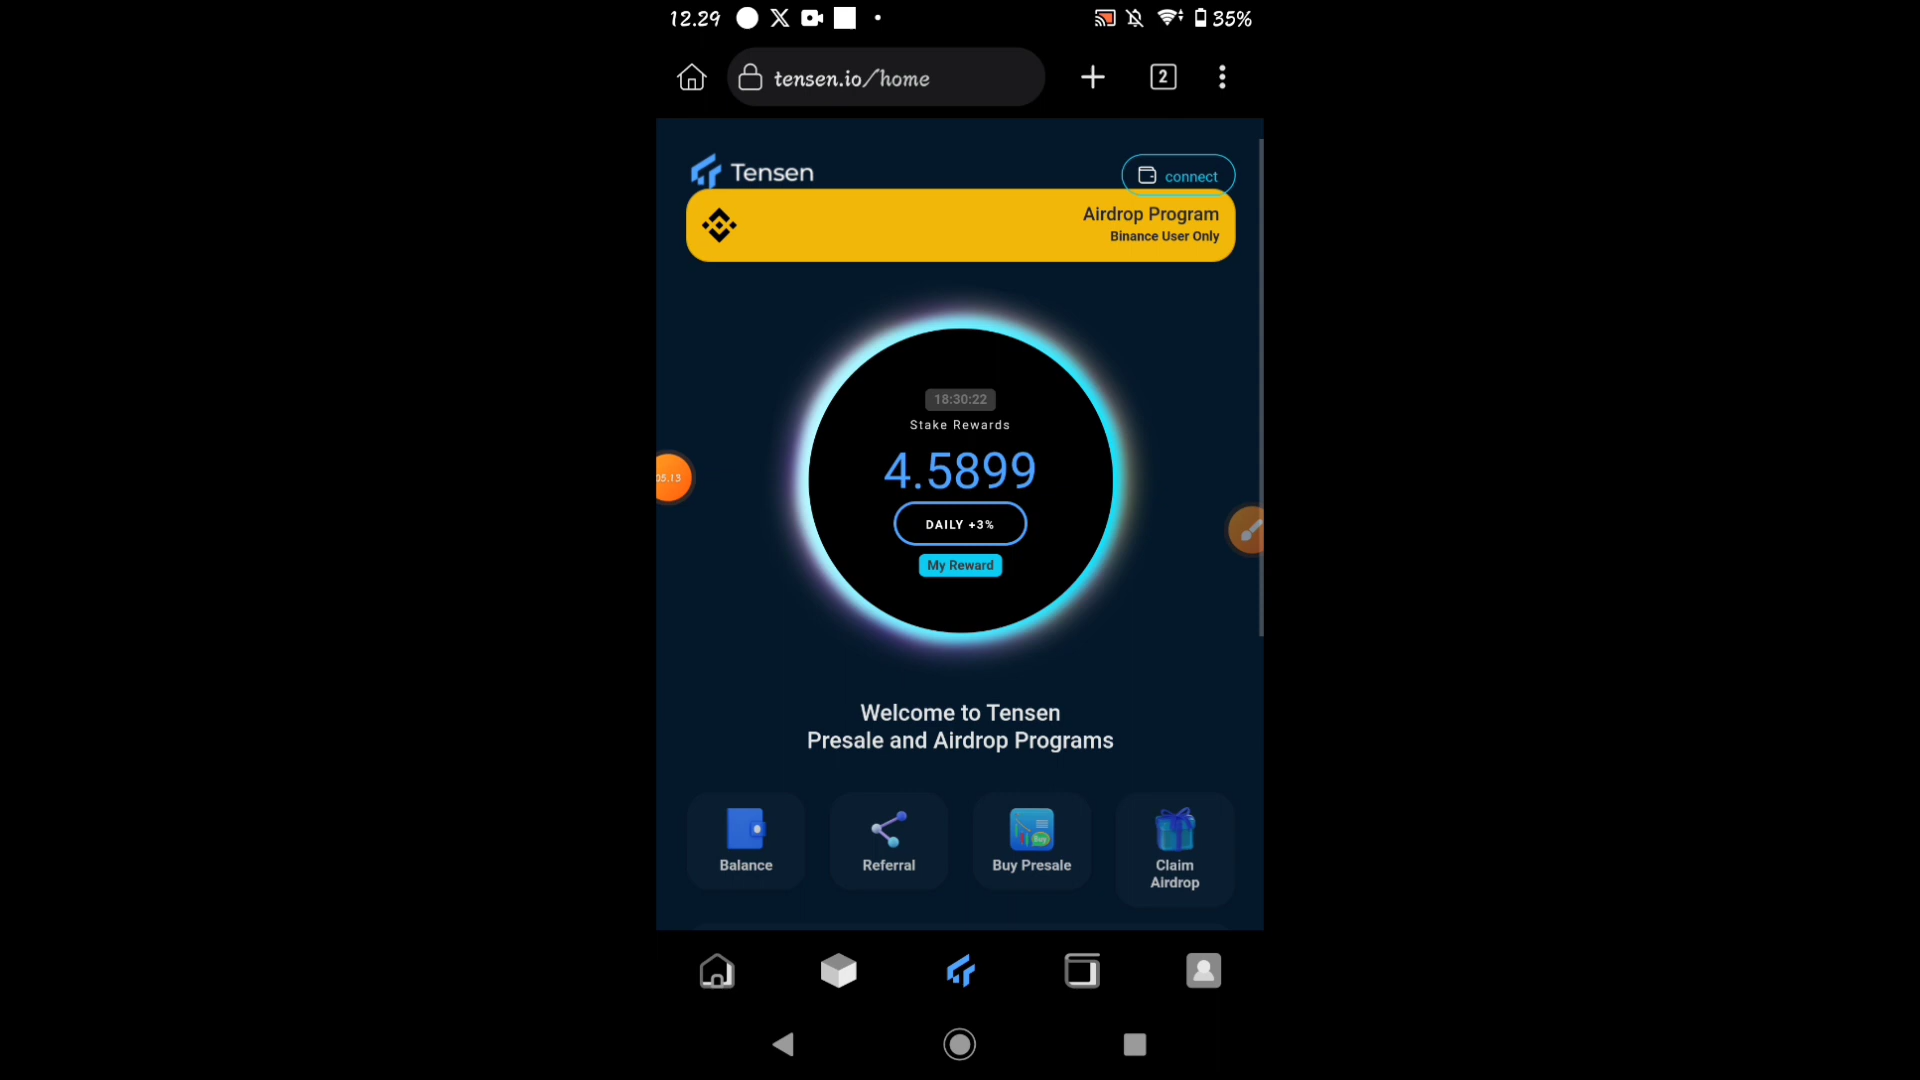 12.29
35%
tensen.io/home
2
Tensen
connect
Airdrop Program
Binance User Only
18:30:22
Stake Rewards
4.5899
DAILY +3%
My Reward
05.13
Welcome to Tensen
Presale and Airdrop Programs
Balance
Referral
Buy Presale
Claim
Airdrop